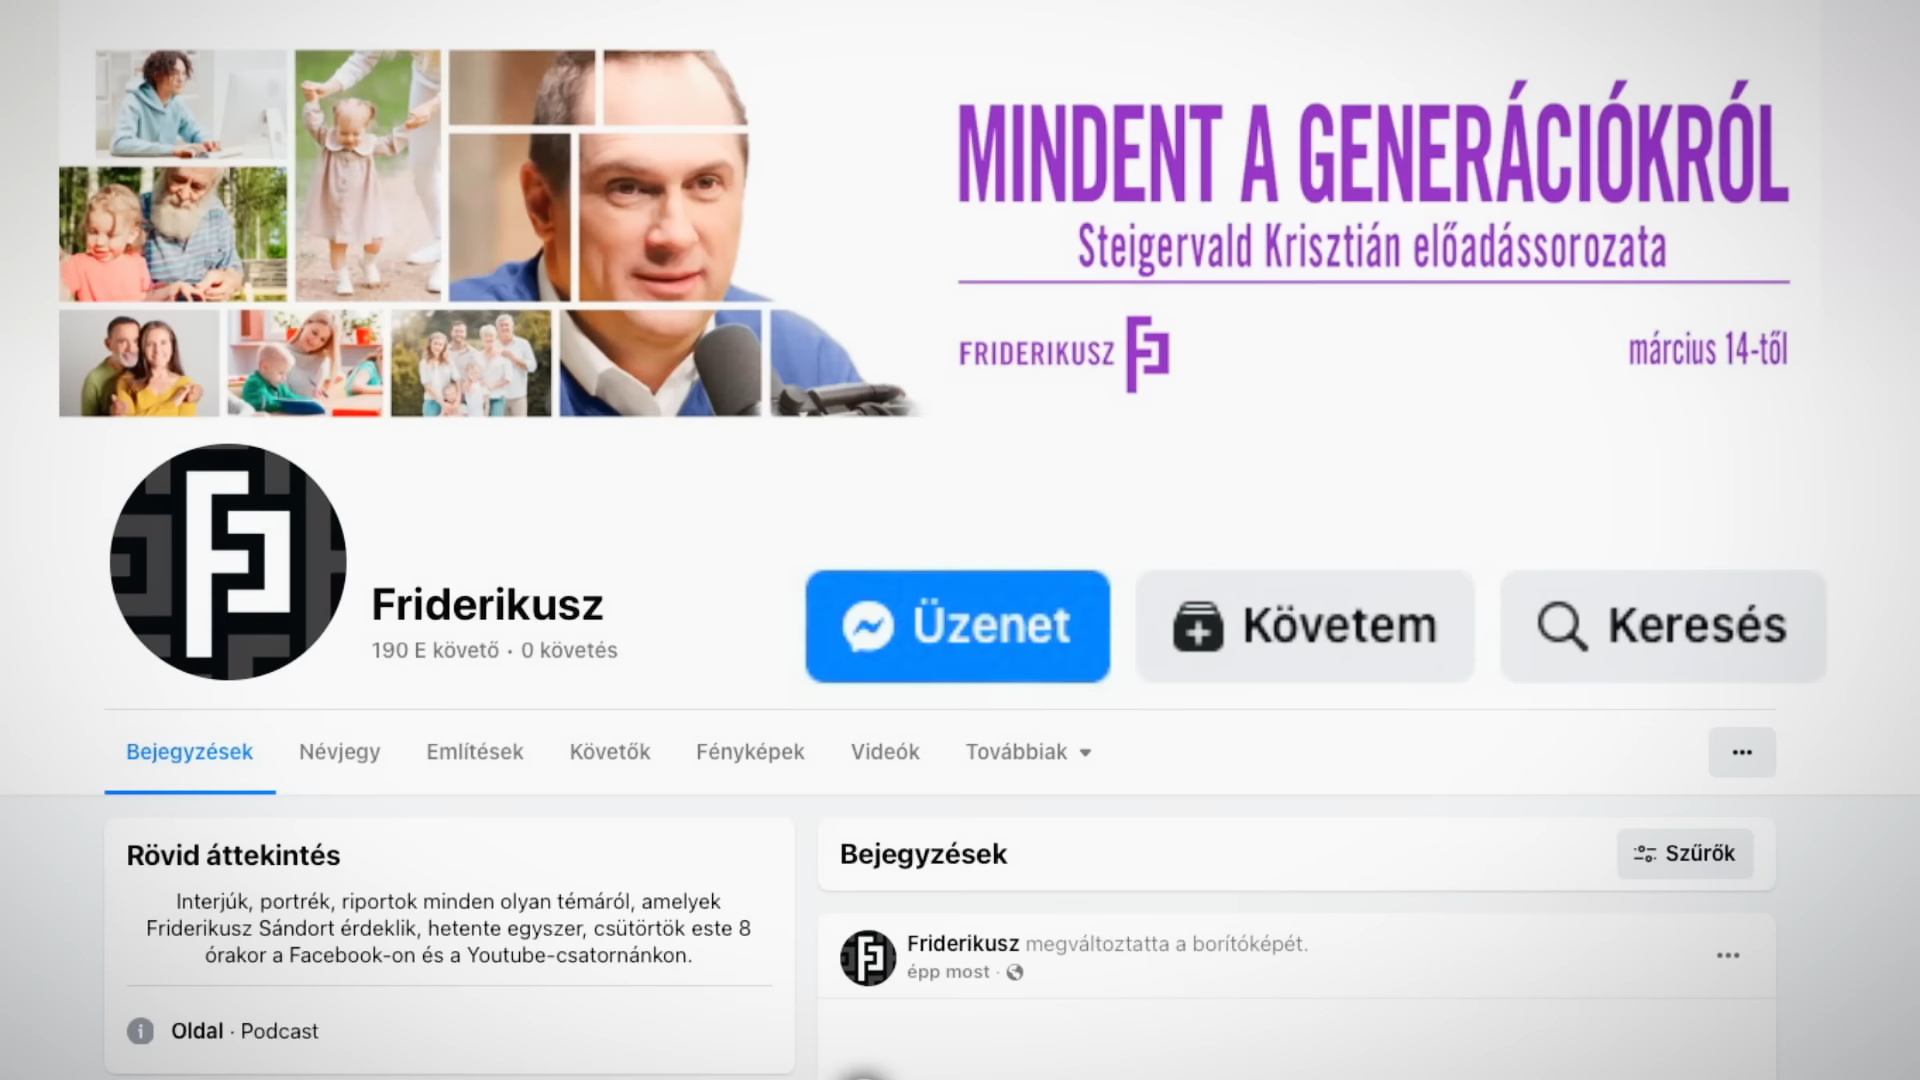 MINDENT A GENERÁCIÓKRÓL
Steigervald Krisztián előadássorozata
FRIDERIKUSZ
március 14-től
Friderikusz
190 E követő · 0 követés
Üzenet
Követem
Keresés
Bejegyzések
Névjegy
Említések
Követők
Fényképek
Videók
Továbbiak
Rövid áttekintés
Interjúk, portrék, riportok minden olyan témáról, amelyek
Friderikusz Sándort érdeklik, hetente egyszer, csütörtök este 8
órakor a Facebook-on és a Youtube-csatornánkon.
Oldal · Podcast
Bejegyzések
Szűrők
Friderikusz megváltoztatta a borítóképét.
épp most ·